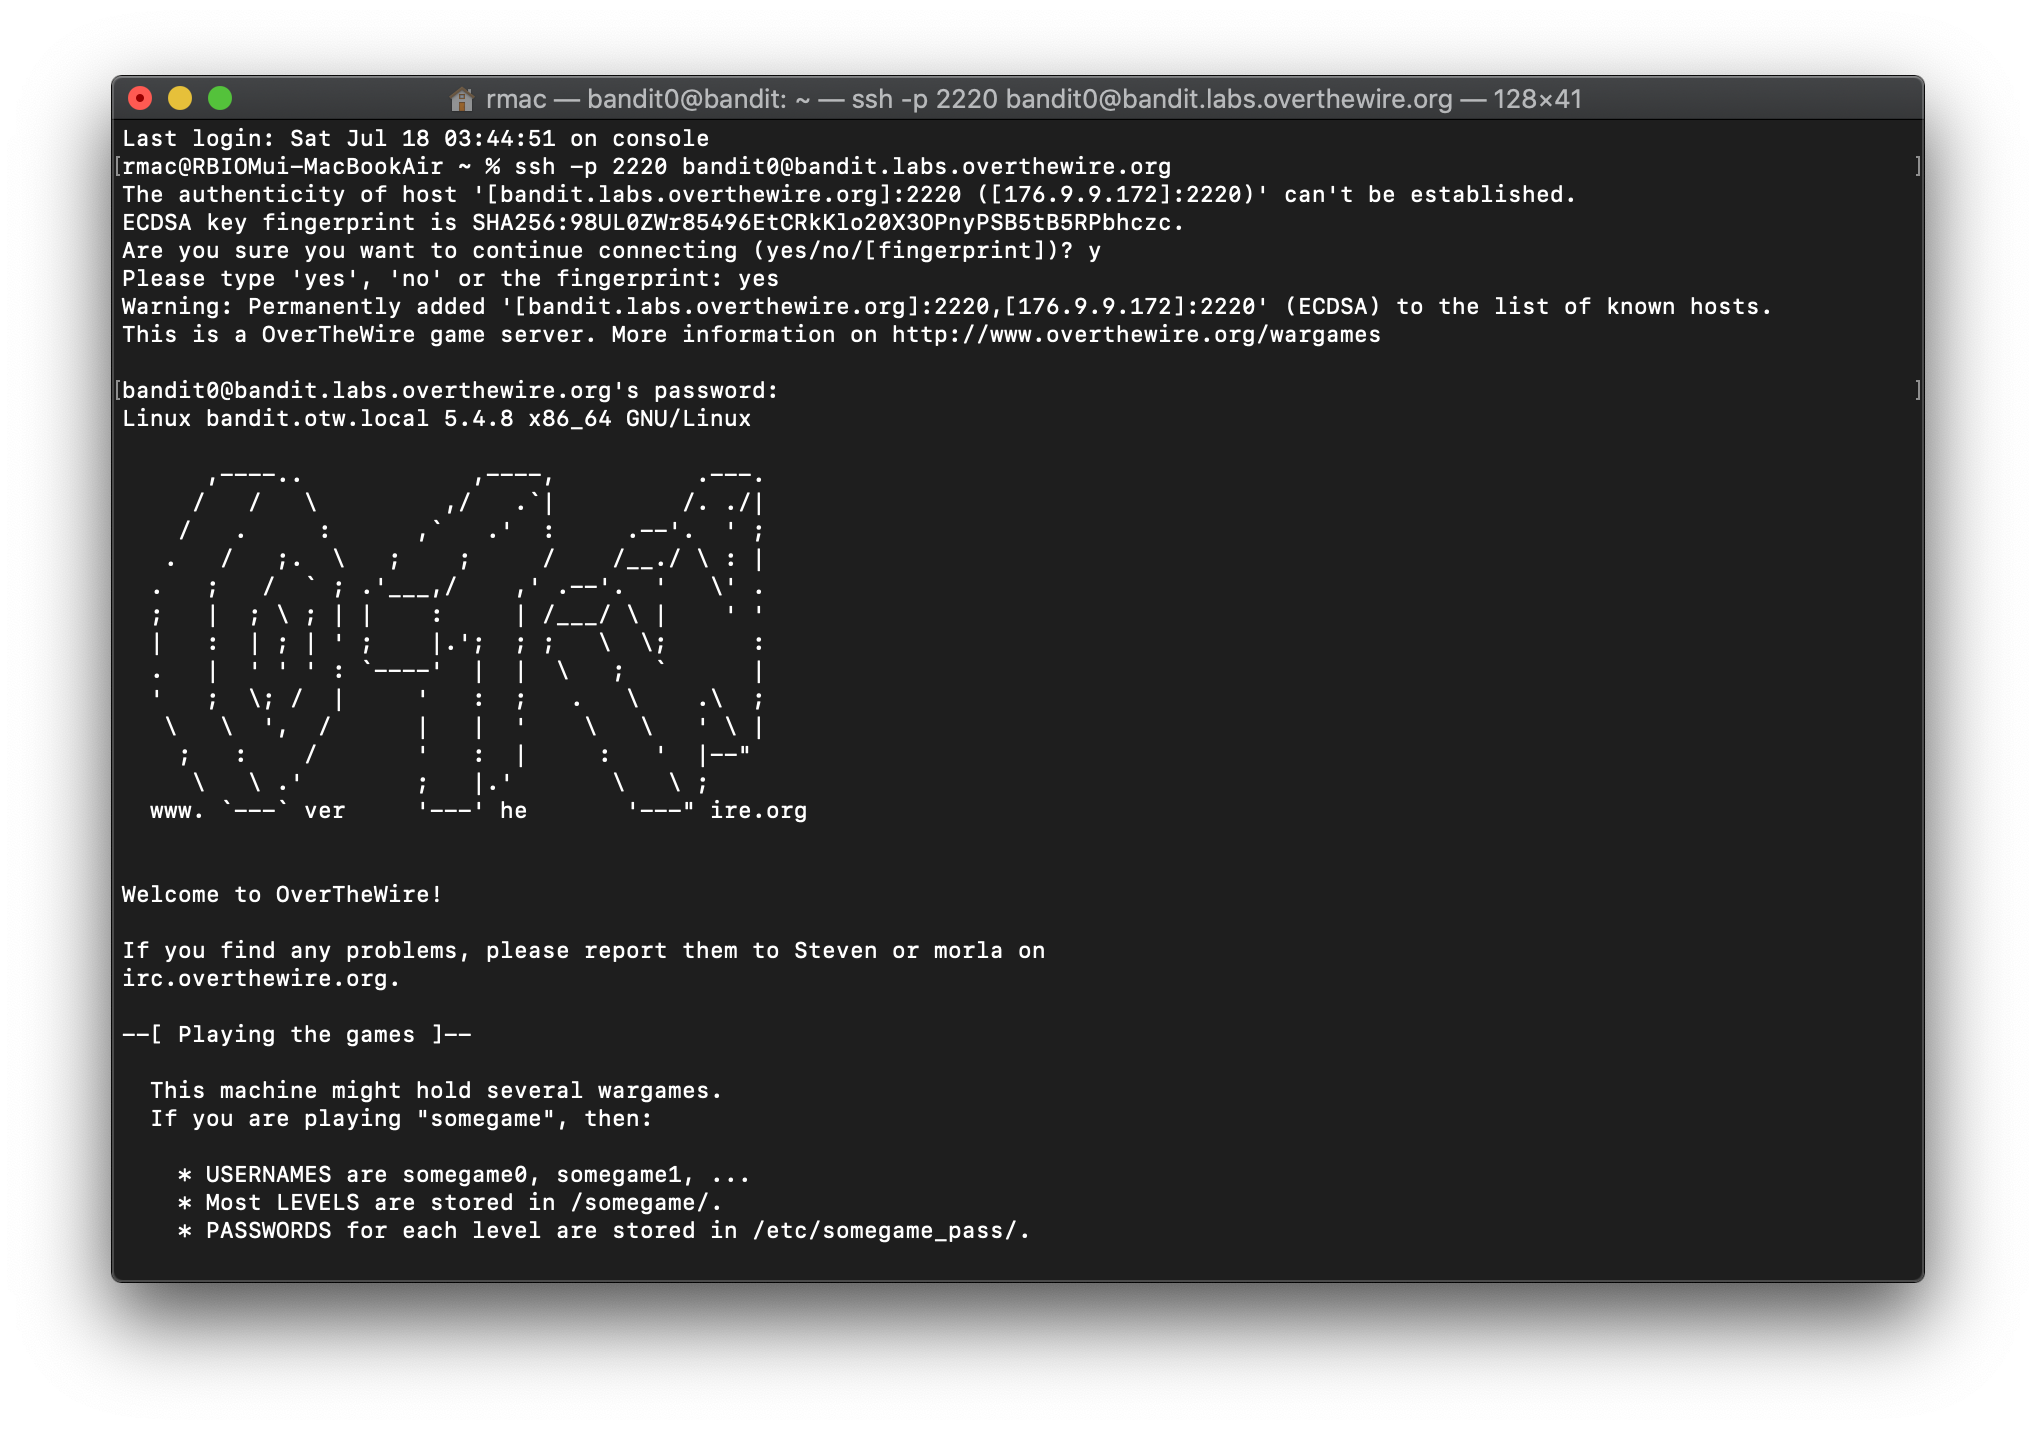 rmac — bandit0@bandit: ~ — ssh -p 2220 bandit0@bandit.labs.overthewire.org — 128×41
Last login: Sat Jul 18 03:44:51 on console
[rmac@RBIOMui-MacBookAir ~ % ssh -p 2220 bandit0@bandit.labs.overthewire.org ]
The authenticity of host '[bandit.labs.overthewire.org]:2220 ([176.9.9.172]:2220)' can't be established.
ECDSA key fingerprint is SHA256:98UL0ZWr85496EtCRkKlo20X3OPnyPSB5tB5RPbhczc.
Are you sure you want to continue connecting (yes/no/[fingerprint])? y
Please type 'yes', 'no' or the fingerprint: yes
Warning: Permanently added '[bandit.labs.overthewire.org]:2220,[176.9.9.172]:2220' (ECDSA) to the list of known hosts.
This is a OverTheWire game server. More information on http://www.overthewire.org/wargames
[bandit0@bandit.labs.overthewire.org's password: ]
Linux bandit.otw.local 5.4.8 x86_64 GNU/Linux
      ,----..            ,----,          .---.
     /   /   \         ,/   .`|         /. ./|
    /   .     :      ,`   .'  :     .--'.  ' ;
   .   /   ;.  \   ;    ;     /    /__./ \ : |
  .   ;   /  ` ; .'___,/    ,' .--'.  '   \' .
  ;   |  ; \ ; | |    :     | /___/ \ |    ' '
  |   :  | ; | ' ;    |.';  ; ;   \  \;      :
  .   |  ' ' ' : `----'  |  |  \   ;  `      |
  '   ;  \; /  |     '   :  ;   .   \    .\  ;
   \   \  ',  /      |   |  '    \   \   ' \ |
    ;   :    /       '   :  |     :   '  |--"
     \   \ .'        ;   |.'       \   \ ;
  www. `---` ver     '---' he       '---" ire.org
Welcome to OverTheWire!
If you find any problems, please report them to Steven or morla on
irc.overthewire.org.
--[ Playing the games ]--
  This machine might hold several wargames.
  If you are playing "somegame", then:
    * USERNAMES are somegame0, somegame1, ...
    * Most LEVELS are stored in /somegame/.
    * PASSWORDS for each level are stored in /etc/somegame_pass/.